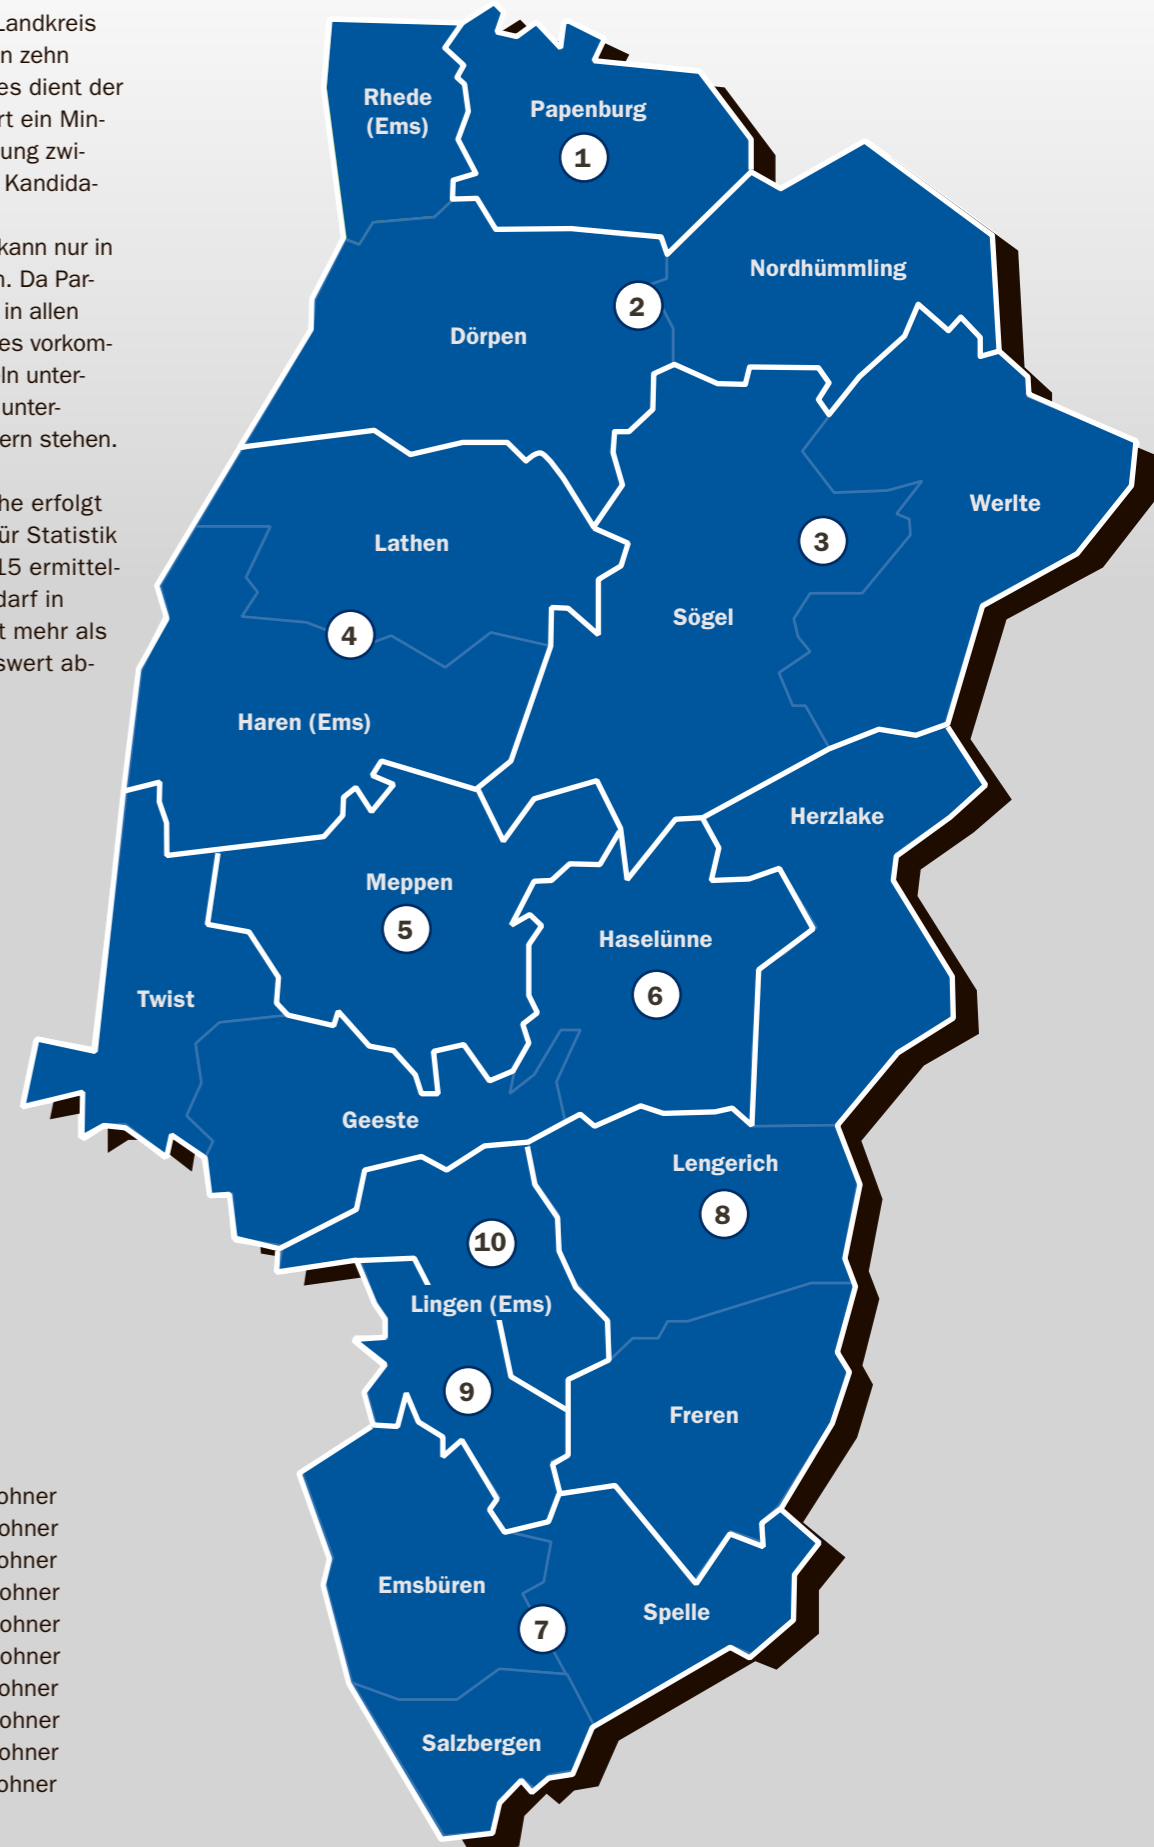 Landkreis
n zehn
es dient der
rt ein Min-
ung zwi-
Kandida-
kann nur in
n. Da Par-
in allen
es vorkom-
ln unter-
unter-
ern stehen.
he erfolgt
ür Statistik
15 ermittel-
darf in
t mehr als
swert ab-
ohner
ohner
ohner
ohner
ohner
ohner
ohner
ohner
ohner
ohner
Rhede
(Ems)
Papenburg
1
Nordhümmling
2
Dörpen
Werlte
3
Lathen
Sögel
4
Haren (Ems)
Herzlake
Meppen
5
Haselünne
6
Twist
Geeste
Lengerich
8
10
Lingen (Ems)
9
Freren
Emsbüren
Spelle
7
Salzbergen